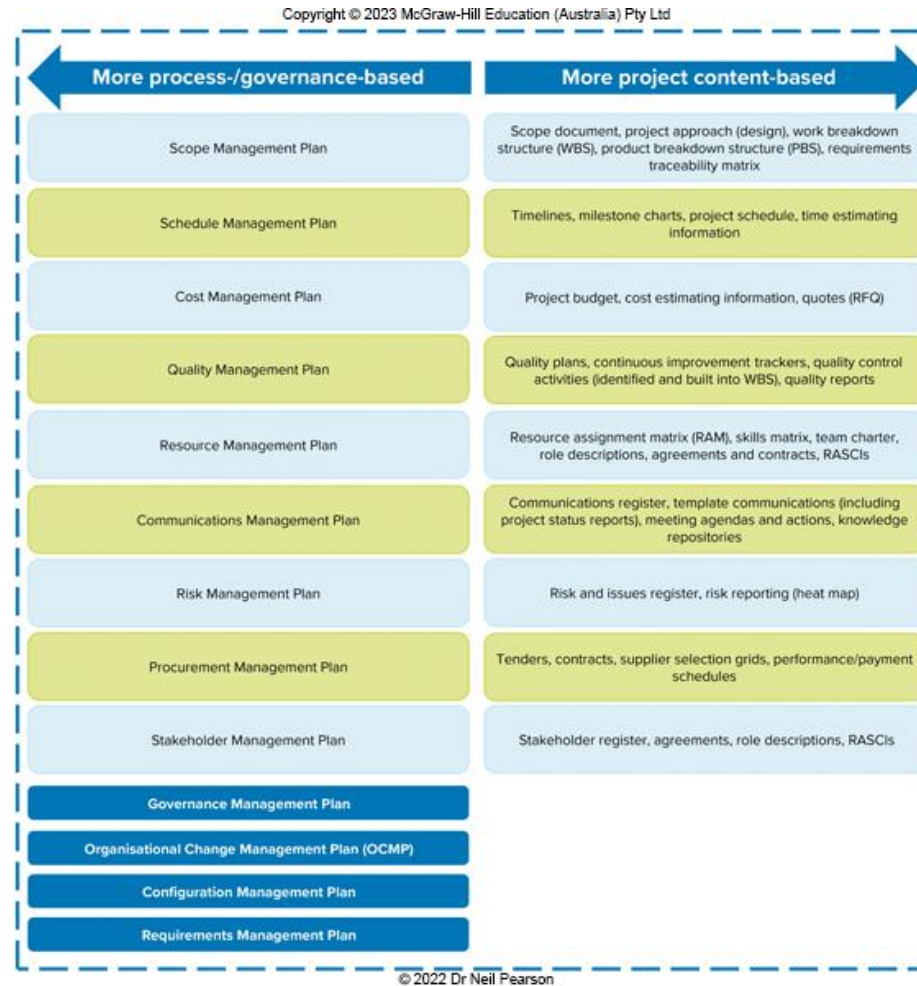 Copyright © 2023 McGraw-Hill Education (Australia) Pty Ltd
More process-/governance-based
More project content-based
Scope Management Plan
Scope document, project approach (design), work breakdown
structure (WBS), product breakdown structure (PBS), requirements
traceability matrix
Schedule Management Plan
Timelines, milestone charts, project schedule, time estimating
information
Cost Management Plan
Project budget, cost estimating information, quotes (RFQ)
Quality Management Plan
Quality plans, continuous improvement trackers, quality control
activities (identified and built into WBS), quality reports
Resource Management Plan
Resource assignment matrix (RAM), skills matrix, team charter,
role descriptions, agreements and contracts, RASCIs
Communications Management Plan
Communications register, template communications (including
project status reports), meeting agendas and actions, knowledge
repositories
Risk Management Plan
Risk and issues register, risk reporting (heat map)
Procurement Management Plan
Tenders, contracts, supplier selection grids, performance/payment
schedules
Stakeholder Management Plan
Stakeholder register, agreements, role descriptions, RASCIs
Governance Management Plan
Organisational Change Management Plan (OCMP)
Configuration Management Plan
Requirements Management Plan
© 2022 Dr Neil Pearson